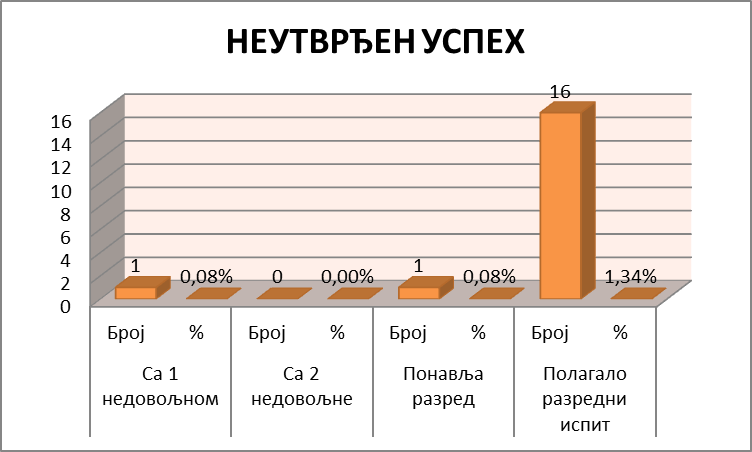 НЕУТВРЂЕН УСПЕХ
16
14
12
10
8
6
4
2
0
1
0,08%
0
0,00%
1
0,08%
16
1,34%
Број % Број % Број % Број %
Са 1
недовољном
Са 2
недовољне
Понавља
разред
Полагало
разредни
испит